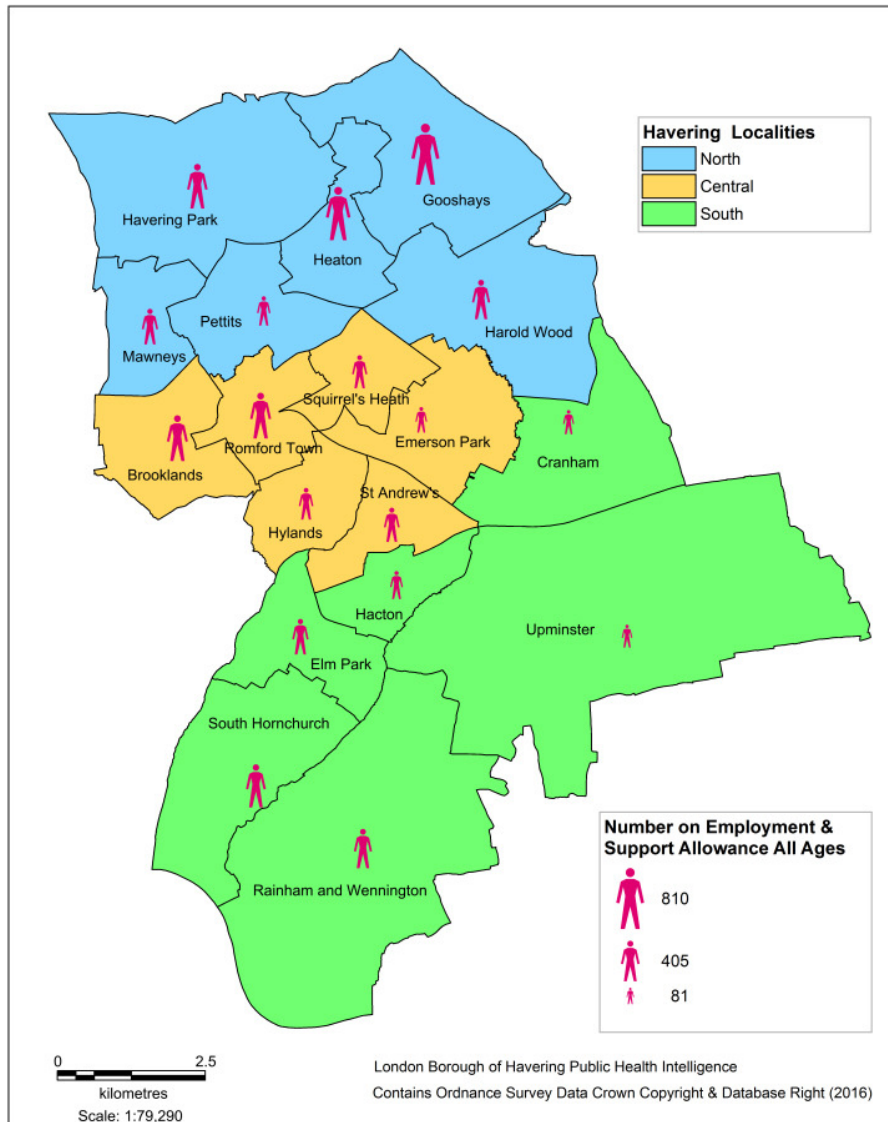 Havering Localities
North
Central
South
Gooshays
Havering Park
Heaton
Harold Wood
Pettits
Mawneys
Squirrel's Heath
Emerson Park
Romford Town
Cranham
Brooklands
St Andrew's
Hylands
Hacton
Upminster
Elm Park
South Hornchurch
Rainham and Wennington
Number on Employment &
Support Allowance All Ages
810
405
81
0 2.5
kilometres
Scale: 1:79,290
London Borough of Havering Public Health Intelligence
Contains Ordnance Survey Data Crown Copyright & Database Right (2016)